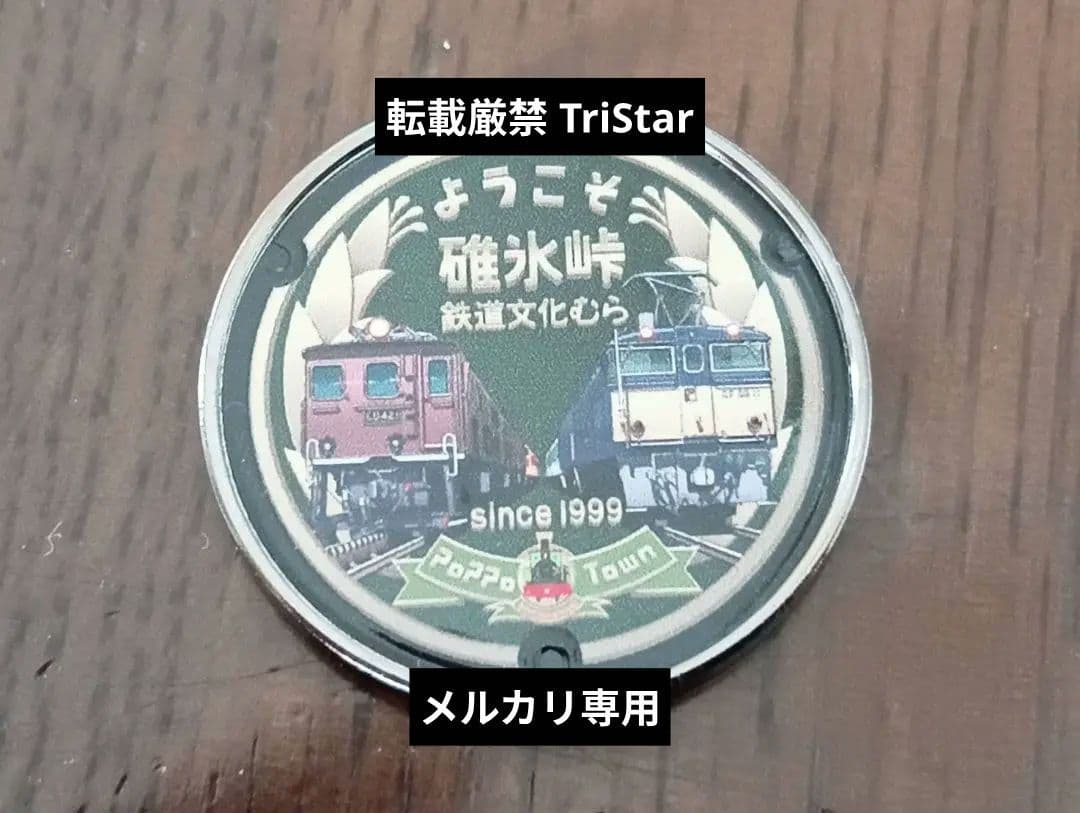 転載厳禁 TriStar
ようこそ
碓氷峠
鉄道文化むら
since 1999
PoPPo Town
メルカリ専用